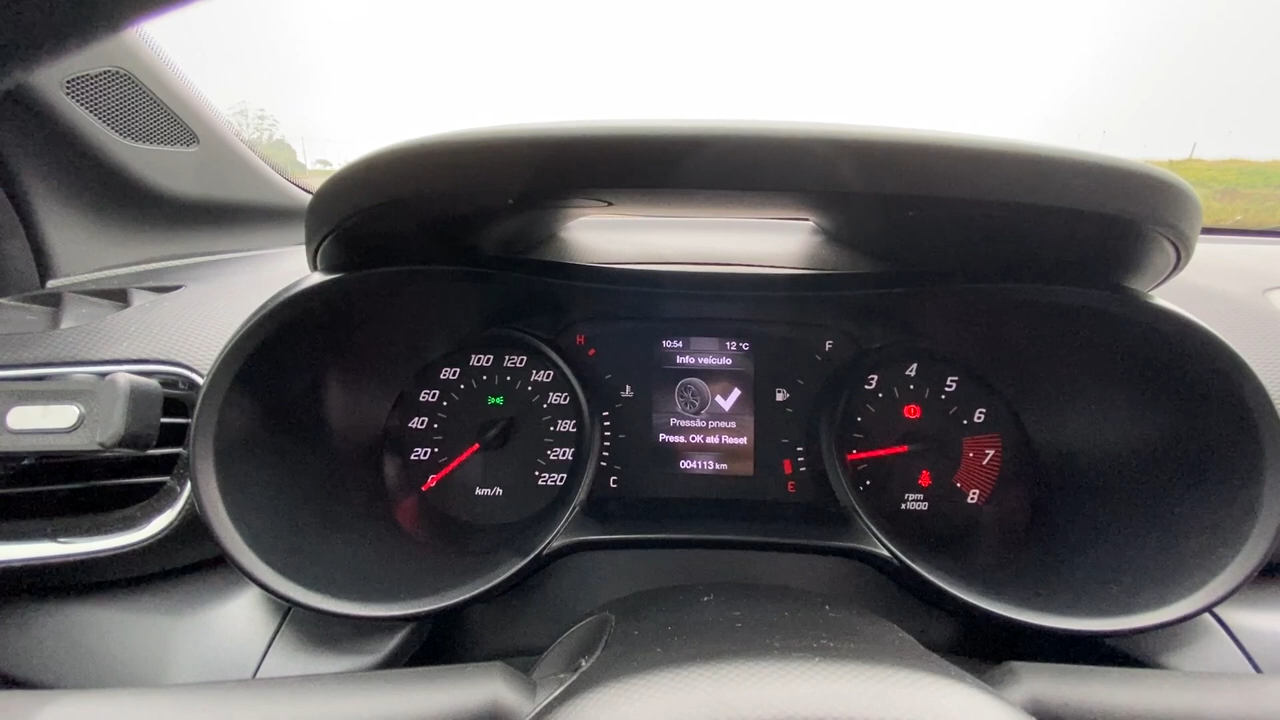 0
20
40
60
80
100
120
140
160
180
200
220
km/h
H
C
10:54 12 °C
Info veículo
Pressão pneus
Press. OK até Reset
004113 km
F
E
3
4
5
6
7
8
rpm
x1000